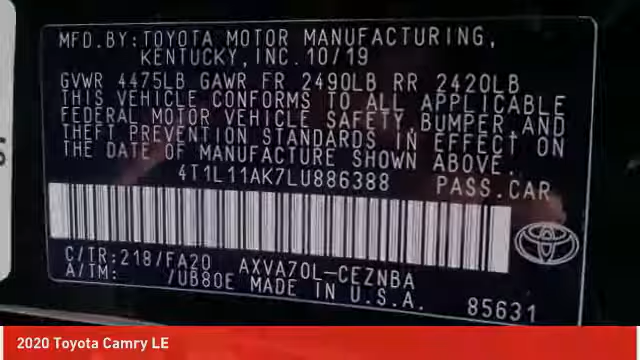 MFD. BY: TOYOTA MOTOR MANUFACTURING,
KENTUCKY, INC. 10/19
GVWR 4475LB GAWR FR 2490LB RR 2420LB
THIS VEHICLE CONFORMS TO ALL APPLICABLE
FEDERAL MOTOR VEHICLE SAFETY, BUMPER, AND
THEFT PREVENTION STANDARDS IN EFFECT ON
THE DATE OF MANUFACTURE SHOWN ABOVE.
4T1L11AK7LU886388 PASS. CAR
C/TR: 218/FA20 AXVA70L-CEZNBA
A/TM: /UB80E MADE IN U.S.A. 85631
2020 Toyota Camry LE